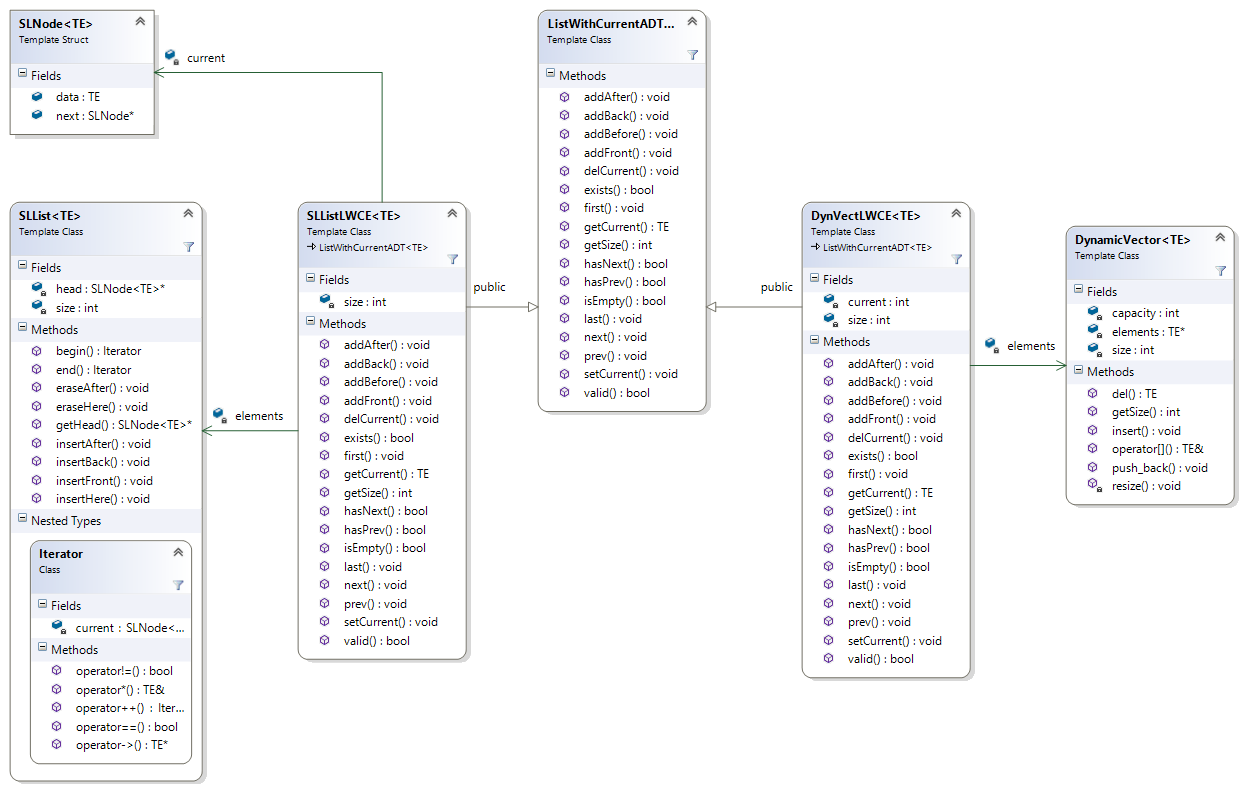 SLNode<TE>
Template Struct
Fields
data : TE
next : SLNode*
current
ListWithCurrentADT...
Template Class
Methods
addAfter() : void
addBack() : void
addBefore() : void
addFront() : void
delCurrent() : void
exists() : bool
first() : void
getCurrent() : TE
getSize() : int
hasNext() : bool
hasPrev() : bool
isEmpty() : bool
last() : void
next() : void
prev() : void
setCurrent() : void
valid() : bool
SLList<TE>
Template Class
Fields
head : SLNode<TE>*
size : int
Methods
begin() : Iterator
end() : Iterator
eraseAfter() : void
eraseHere() : void
getHead() : SLNode<TE>*
insertAfter() : void
insertBack() : void
insertFront() : void
insertHere() : void
Nested Types
Iterator
Class
Fields
current : SLNode<...
Methods
operator!=() : bool
operator*() : TE&
operator++() : Iter...
operator==() : bool
operator->() : TE*
elements
SLListLWCE<TE>
Template Class
ListWithCurrentADT<TE>
Fields
size : int
Methods
addAfter() : void
addBack() : void
addBefore() : void
addFront() : void
delCurrent() : void
exists() : bool
first() : void
getCurrent() : TE
getSize() : int
hasNext() : bool
hasPrev() : bool
isEmpty() : bool
last() : void
next() : void
prev() : void
setCurrent() : void
valid() : bool
public
public
DynVectLWCE<TE>
Template Class
ListWithCurrentADT<TE>
Fields
current : int
size : int
Methods
addAfter() : void
addBack() : void
addBefore() : void
addFront() : void
delCurrent() : void
exists() : bool
first() : void
getCurrent() : TE
getSize() : int
hasNext() : bool
hasPrev() : bool
isEmpty() : bool
last() : void
next() : void
prev() : void
setCurrent() : void
valid() : bool
elements
DynamicVector<TE>
Template Class
Fields
capacity : int
elements : TE*
size : int
Methods
del() : TE
getSize() : int
insert() : void
operator[]() : TE&
push_back() : void
resize() : void